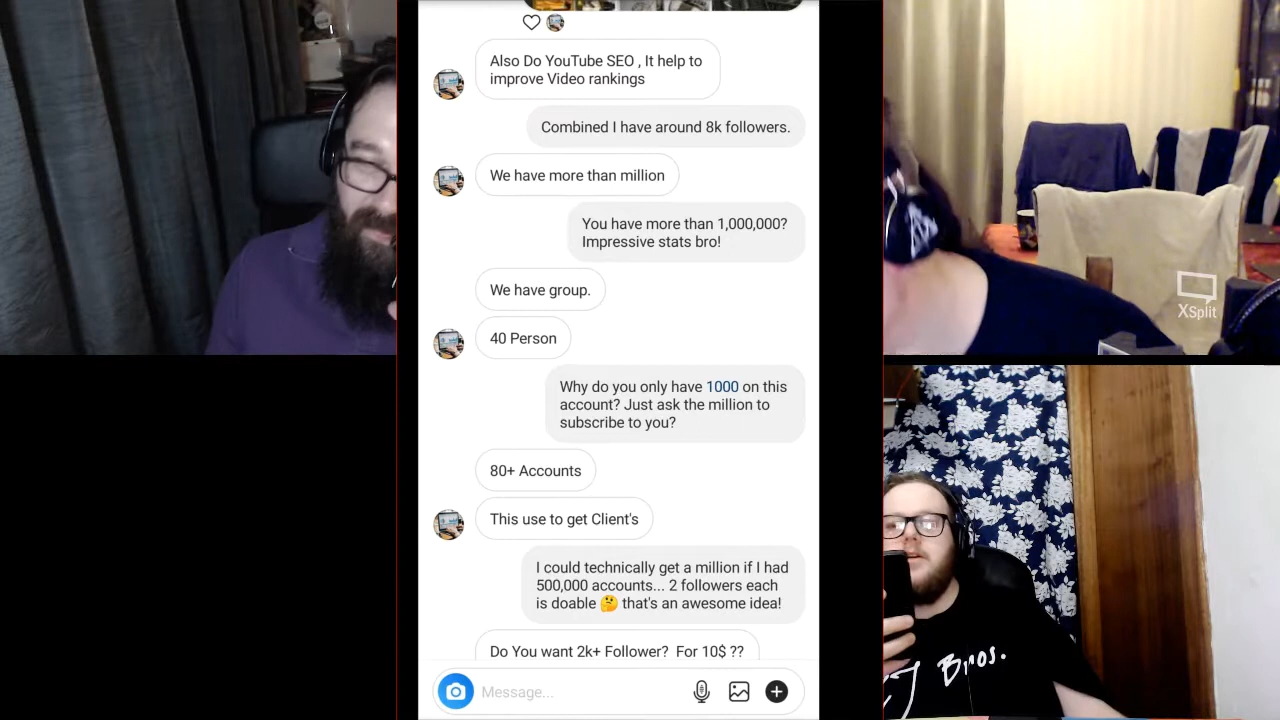 Also Do YouTube SEO , It help to
improve Video rankings
Combined I have around 8k followers.
We have more than million
You have more than 1,000,000?
Impressive stats bro!
We have group.
40 Person
Why do you only have 1000 on this
account? Just ask the million to
subscribe to you?
80+ Accounts
This use to get Client's
I could technically get a million if I had
500,000 accounts... 2 followers each
is doable 🤔 that's an awesome idea!
Do You want 2k+ Follower? For 10$ ??
Message...
XSplit
Bros.